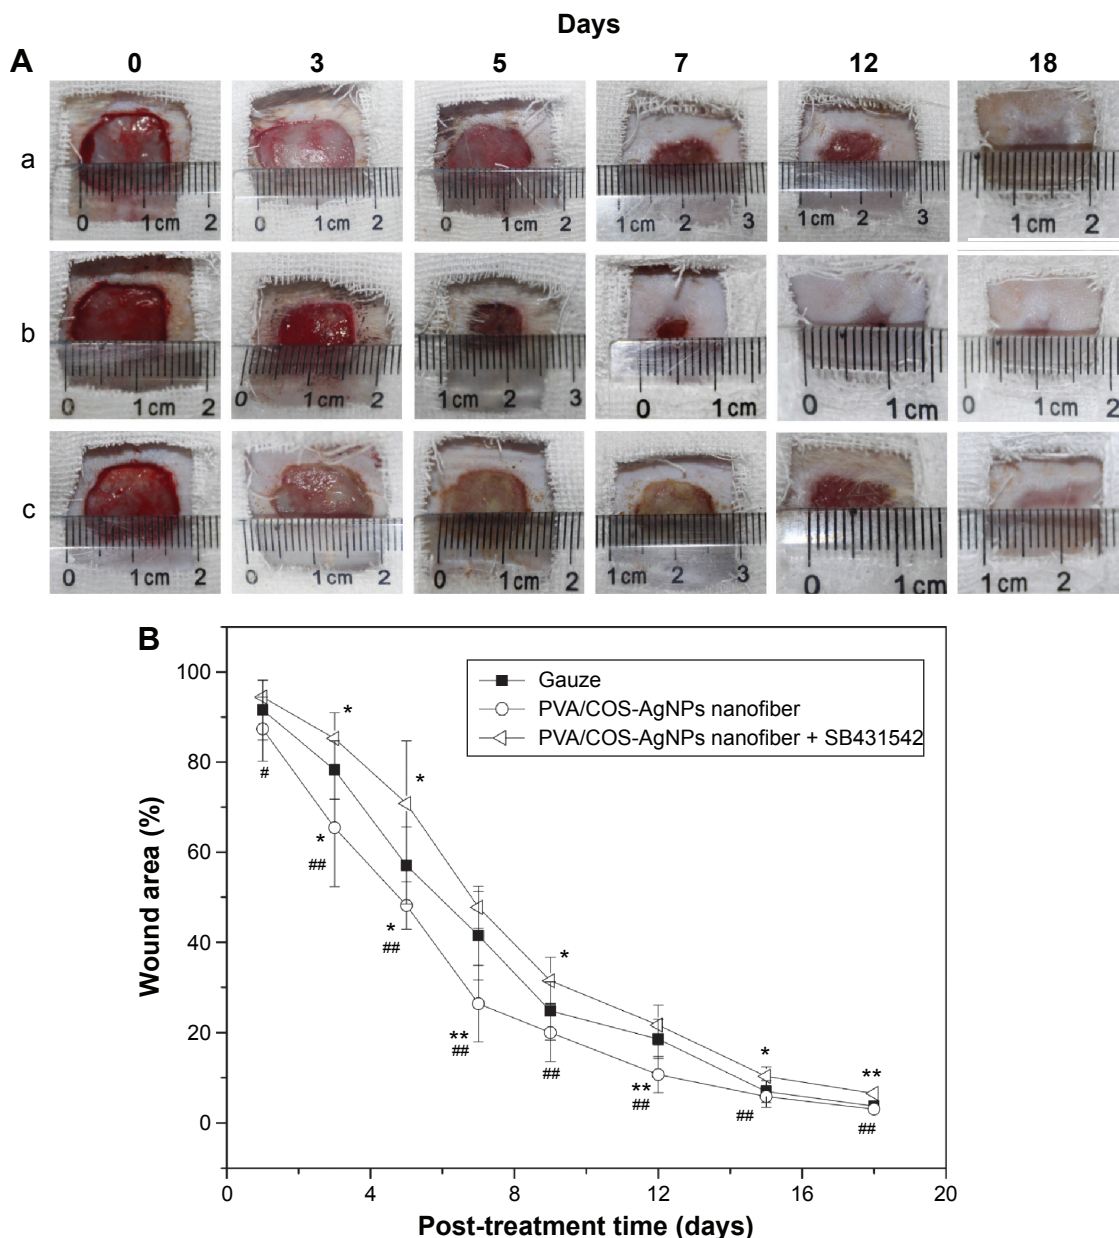 Days
A 0 3 5 7 12 18
a
0 1 cm 2
0 1 cm 2
0 1 cm 2
1 cm 2 3
1 cm 2 3
0 1 cm 2
b
0 1 cm 2
0 1 cm 2
1 cm 2 3
0 1 cm
0 1 cm
0 1 cm 2
c
0 1 cm 2
0 1 cm 2
0 1 cm 2
1 cm 2 3
0 1 cm
1 cm 2
B
Gauze
PVA/COS-AgNPs nanofiber
PVA/COS-AgNPs nanofiber + SB431542
Wound area (%)
100
80
60
40
20
0
*
*
*
*
**
#
*
##
*
##
**
##
##
**
##
##
##
0 4 8 12 16 20
Post-treatment time (days)